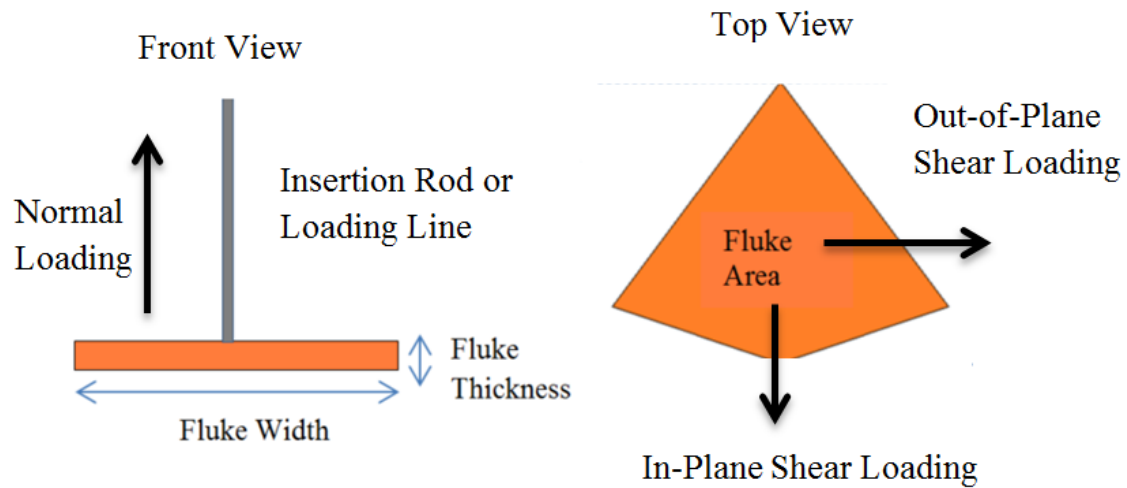 Front View
Normal
Loading
Insertion Rod or
Loading Line
Fluke
Thickness
Fluke Width
Top View
Out-of-Plane
Shear Loading
Fluke
Area
In-Plane Shear Loading